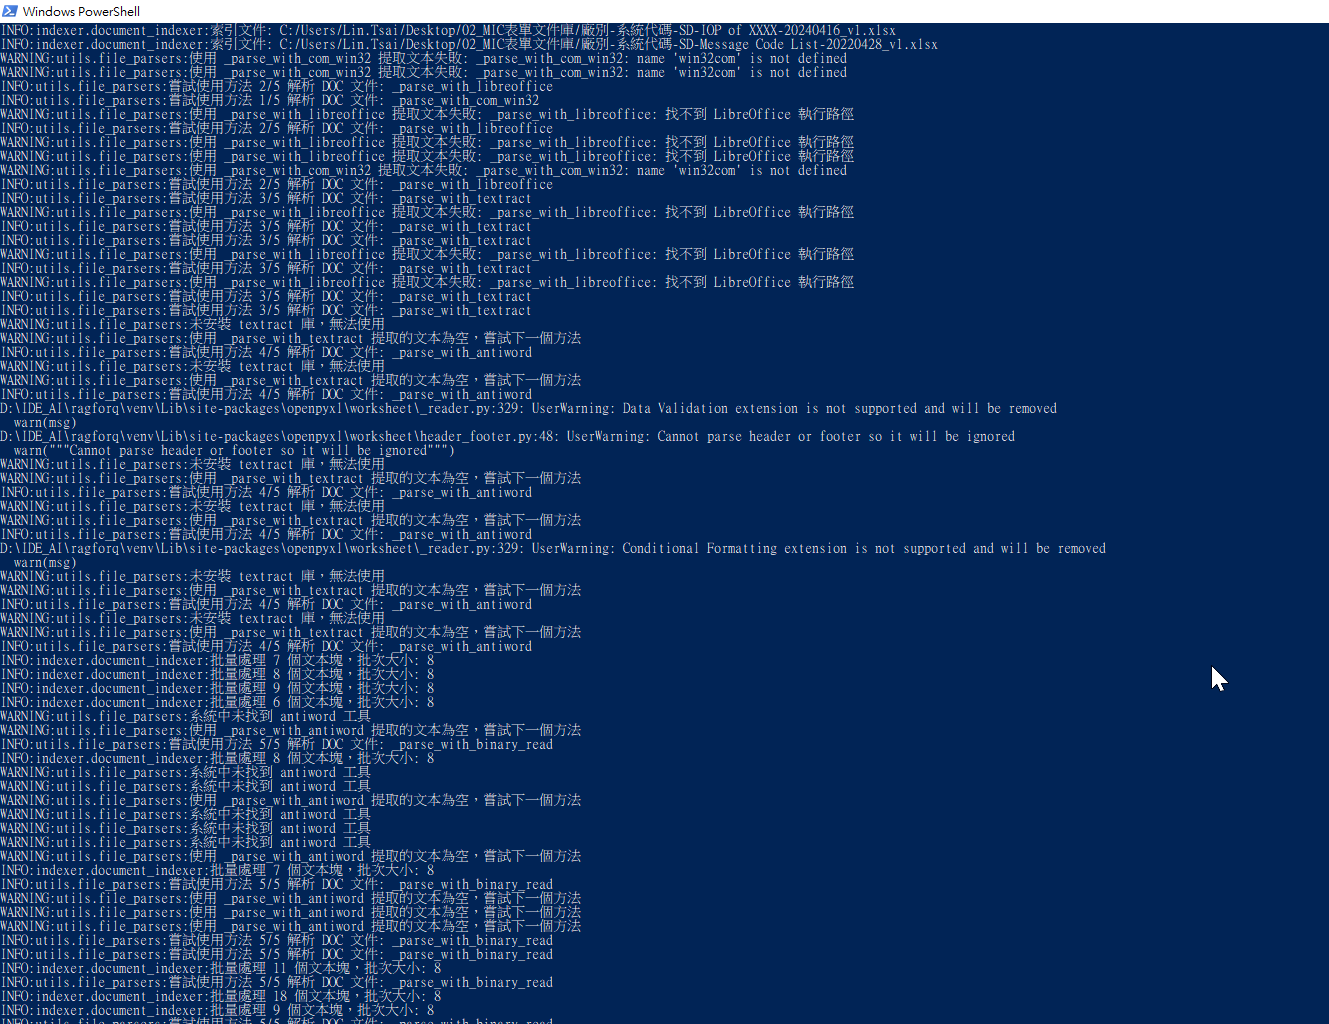 Windows PowerShell
INFO:indexer.document_indexer:索引文件: C:/Users/Lin.Tsai/Desktop/02_MIC表單文件庫/廠別-系統代碼-SD-IOP of XXXX-20240416_v1.xlsx
INFO:indexer.document_indexer:索引文件: C:/Users/Lin.Tsai/Desktop/02_MIC表單文件庫/廠別-系統代碼-SD-Message Code List-20220428_v1.xlsx
WARNING:utils.file_parsers:使用 _parse_with_com_win32 提取文本失敗: _parse_with_com_win32: name 'win32com' is not defined
WARNING:utils.file_parsers:使用 _parse_with_com_win32 提取文本失敗: _parse_with_com_win32: name 'win32com' is not defined
INFO:utils.file_parsers:嘗試使用方法 2/5 解析 DOC 文件: _parse_with_libreoffice
INFO:utils.file_parsers:嘗試使用方法 1/5 解析 DOC 文件: _parse_with_com_win32
WARNING:utils.file_parsers:使用 _parse_with_libreoffice 提取文本失敗: _parse_with_libreoffice: 找不到 LibreOffice 執行路徑
INFO:utils.file_parsers:嘗試使用方法 2/5 解析 DOC 文件: _parse_with_libreoffice
WARNING:utils.file_parsers:使用 _parse_with_libreoffice 提取文本失敗: _parse_with_libreoffice: 找不到 LibreOffice 執行路徑
WARNING:utils.file_parsers:使用 _parse_with_libreoffice 提取文本失敗: _parse_with_libreoffice: 找不到 LibreOffice 執行路徑
WARNING:utils.file_parsers:使用 _parse_with_com_win32 提取文本失敗: _parse_with_com_win32: name 'win32com' is not defined
INFO:utils.file_parsers:嘗試使用方法 2/5 解析 DOC 文件: _parse_with_libreoffice
INFO:utils.file_parsers:嘗試使用方法 3/5 解析 DOC 文件: _parse_with_textract
WARNING:utils.file_parsers:使用 _parse_with_libreoffice 提取文本失敗: _parse_with_libreoffice: 找不到 LibreOffice 執行路徑
INFO:utils.file_parsers:嘗試使用方法 3/5 解析 DOC 文件: _parse_with_textract
INFO:utils.file_parsers:嘗試使用方法 3/5 解析 DOC 文件: _parse_with_textract
WARNING:utils.file_parsers:使用 _parse_with_libreoffice 提取文本失敗: _parse_with_libreoffice: 找不到 LibreOffice 執行路徑
INFO:utils.file_parsers:嘗試使用方法 3/5 解析 DOC 文件: _parse_with_textract
WARNING:utils.file_parsers:使用 _parse_with_libreoffice 提取文本失敗: _parse_with_libreoffice: 找不到 LibreOffice 執行路徑
INFO:utils.file_parsers:嘗試使用方法 3/5 解析 DOC 文件: _parse_with_textract
INFO:utils.file_parsers:嘗試使用方法 3/5 解析 DOC 文件: _parse_with_textract
WARNING:utils.file_parsers:未安裝 textract 庫，無法使用
WARNING:utils.file_parsers:使用 _parse_with_textract 提取的文本為空，嘗試下一個方法
INFO:utils.file_parsers:嘗試使用方法 4/5 解析 DOC 文件: _parse_with_antiword
WARNING:utils.file_parsers:未安裝 textract 庫，無法使用
WARNING:utils.file_parsers:使用 _parse_with_textract 提取的文本為空，嘗試下一個方法
INFO:utils.file_parsers:嘗試使用方法 4/5 解析 DOC 文件: _parse_with_antiword
D:\IDE_AI\ragforq\venv\Lib\site-packages\openpyxl\worksheet\_reader.py:329: UserWarning: Data Validation extension is not supported and will be removed
  warn(msg)
D:\IDE_AI\ragforq\venv\Lib\site-packages\openpyxl\worksheet\header_footer.py:48: UserWarning: Cannot parse header or footer so it will be ignored
  warn("""Cannot parse header or footer so it will be ignored""")
WARNING:utils.file_parsers:未安裝 textract 庫，無法使用
WARNING:utils.file_parsers:使用 _parse_with_textract 提取的文本為空，嘗試下一個方法
INFO:utils.file_parsers:嘗試使用方法 4/5 解析 DOC 文件: _parse_with_antiword
WARNING:utils.file_parsers:未安裝 textract 庫，無法使用
WARNING:utils.file_parsers:使用 _parse_with_textract 提取的文本為空，嘗試下一個方法
INFO:utils.file_parsers:嘗試使用方法 4/5 解析 DOC 文件: _parse_with_antiword
D:\IDE_AI\ragforq\venv\Lib\site-packages\openpyxl\worksheet\_reader.py:329: UserWarning: Conditional Formatting extension is not supported and will be removed
  warn(msg)
WARNING:utils.file_parsers:未安裝 textract 庫，無法使用
WARNING:utils.file_parsers:使用 _parse_with_textract 提取的文本為空，嘗試下一個方法
INFO:utils.file_parsers:嘗試使用方法 4/5 解析 DOC 文件: _parse_with_antiword
WARNING:utils.file_parsers:未安裝 textract 庫，無法使用
WARNING:utils.file_parsers:使用 _parse_with_textract 提取的文本為空，嘗試下一個方法
INFO:utils.file_parsers:嘗試使用方法 4/5 解析 DOC 文件: _parse_with_antiword
INFO:indexer.document_indexer:批量處理 7 個文本塊，批次大小: 8
INFO:indexer.document_indexer:批量處理 8 個文本塊，批次大小: 8
INFO:indexer.document_indexer:批量處理 9 個文本塊，批次大小: 8
INFO:indexer.document_indexer:批量處理 6 個文本塊，批次大小: 8
WARNING:utils.file_parsers:系統中未找到 antiword 工具
WARNING:utils.file_parsers:使用 _parse_with_antiword 提取的文本為空，嘗試下一個方法
INFO:utils.file_parsers:嘗試使用方法 5/5 解析 DOC 文件: _parse_with_binary_read
INFO:indexer.document_indexer:批量處理 8 個文本塊，批次大小: 8
WARNING:utils.file_parsers:系統中未找到 antiword 工具
WARNING:utils.file_parsers:系統中未找到 antiword 工具
WARNING:utils.file_parsers:使用 _parse_with_antiword 提取的文本為空，嘗試下一個方法
WARNING:utils.file_parsers:系統中未找到 antiword 工具
WARNING:utils.file_parsers:系統中未找到 antiword 工具
WARNING:utils.file_parsers:系統中未找到 antiword 工具
WARNING:utils.file_parsers:使用 _parse_with_antiword 提取的文本為空，嘗試下一個方法
INFO:indexer.document_indexer:批量處理 7 個文本塊，批次大小: 8
INFO:utils.file_parsers:嘗試使用方法 5/5 解析 DOC 文件: _parse_with_binary_read
WARNING:utils.file_parsers:使用 _parse_with_antiword 提取的文本為空，嘗試下一個方法
WARNING:utils.file_parsers:使用 _parse_with_antiword 提取的文本為空，嘗試下一個方法
WARNING:utils.file_parsers:使用 _parse_with_antiword 提取的文本為空，嘗試下一個方法
INFO:utils.file_parsers:嘗試使用方法 5/5 解析 DOC 文件: _parse_with_binary_read
INFO:utils.file_parsers:嘗試使用方法 5/5 解析 DOC 文件: _parse_with_binary_read
INFO:indexer.document_indexer:批量處理 11 個文本塊，批次大小: 8
INFO:utils.file_parsers:嘗試使用方法 5/5 解析 DOC 文件: _parse_with_binary_read
INFO:indexer.document_indexer:批量處理 18 個文本塊，批次大小: 8
INFO:indexer.document_indexer:批量處理 9 個文本塊，批次大小: 8
INFO:utils.file_parsers:嘗試使用方法 5/5 解析 DOC 文件: _parse_with_binary_read